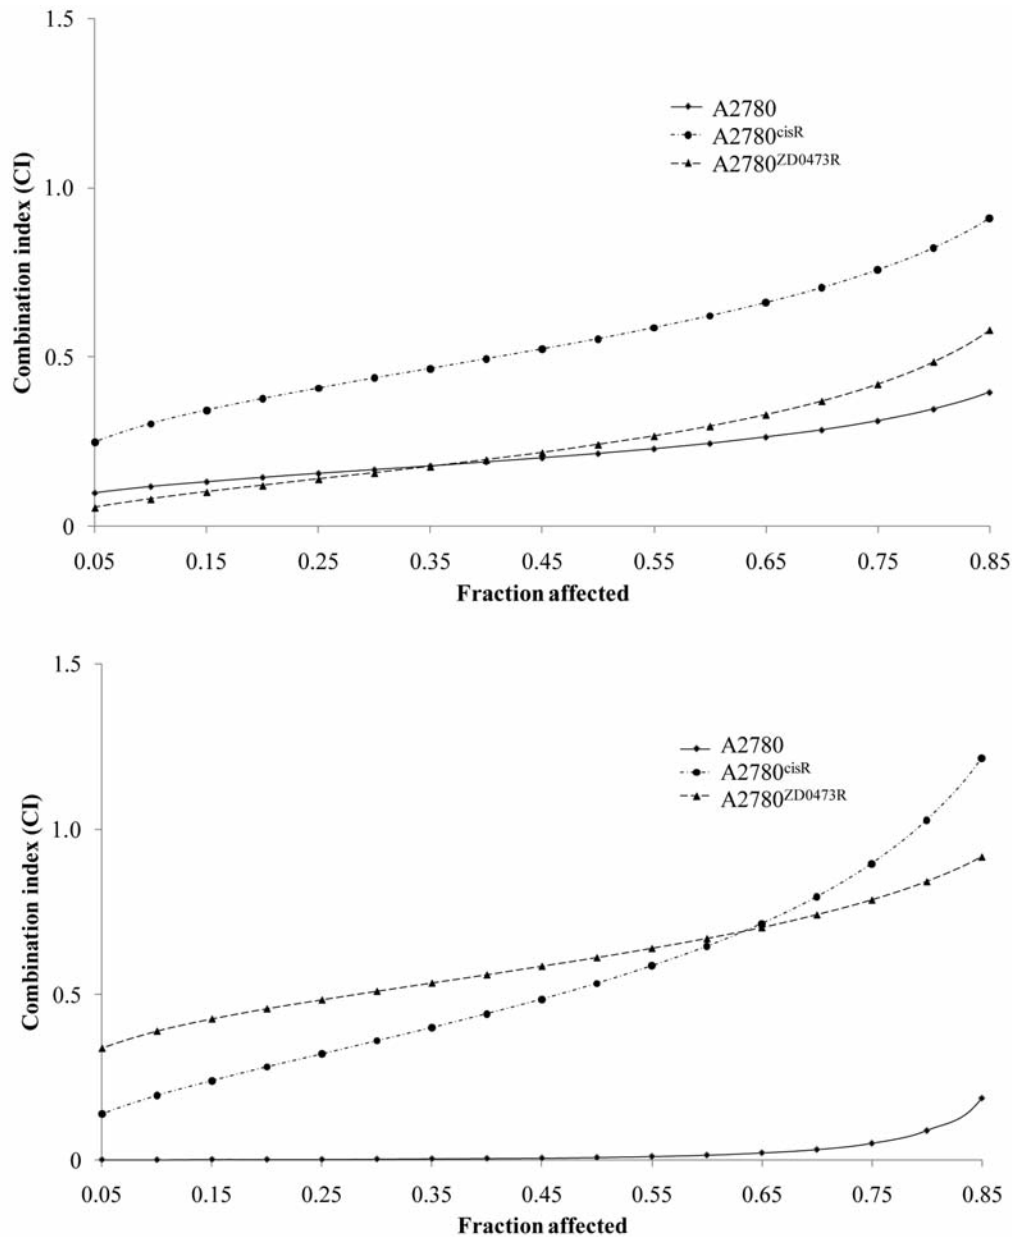 1.5
A2780
A2780cisR
A2780ZD0473R
1.0
Combination index (CI)
0.5
0
0.05 0.15 0.25 0.35 0.45 0.55 0.65 0.75 0.85
Fraction affected
1.5
A2780
A2780cisR
A2780ZD0473R
1.0
Combination index (CI)
0.5
0
0.05 0.15 0.25 0.35 0.45 0.55 0.65 0.75 0.85
Fraction affected